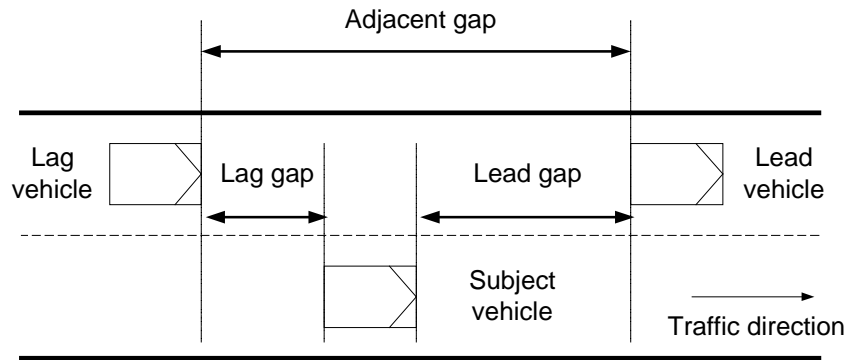 Adjacent gap
Lag
vehicle
Lag gap
Lead gap
Lead
vehicle
Subject
vehicle
Traffic direction